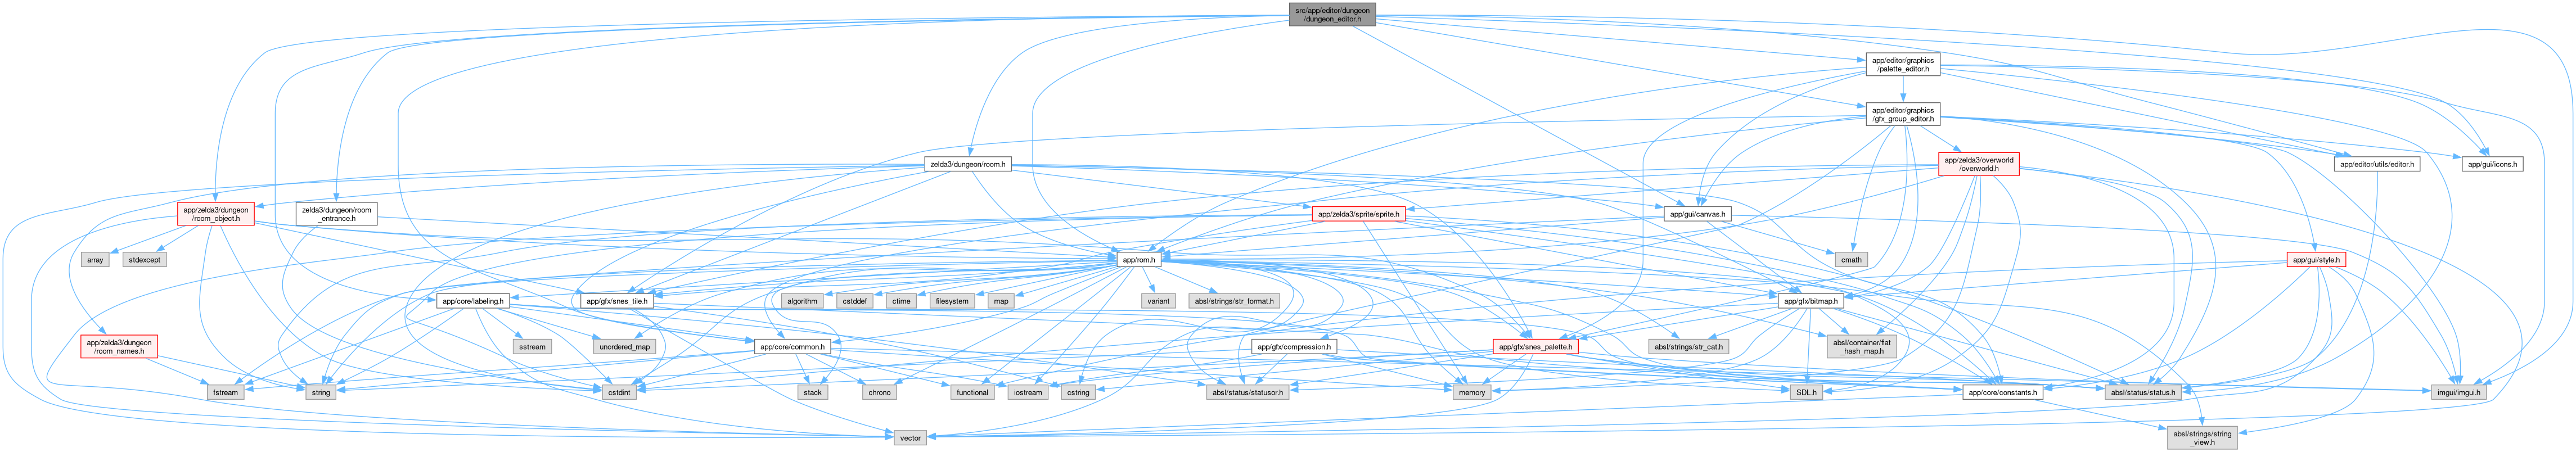 src/app/editor/dungeon
/dungeon_editor.h
app/editor/graphics
/palette_editor.h
app/editor/graphics
/gfx_group_editor.h
zelda3/dungeon/room.h
app/zelda3/overworld
/overworld.h
app/editor/utils/editor.h
app/gui/icons.h
app/zelda3/dungeon
/room_object.h
zelda3/dungeon/room
_entrance.h
app/zelda3/sprite/sprite.h
app/gui/canvas.h
array
stdexcept
app/rom.h
cmath
app/gui/style.h
app/core/labeling.h
app/gfx/snes_tile.h
algorithm
cstddef
ctime
filesystem
map
variant
absl/strings/str_format.h
app/gfx/bitmap.h
app/zelda3/dungeon
/room_names.h
sstream
unordered_map
app/core/common.h
app/gfx/compression.h
app/gfx/snes_palette.h
absl/strings/str_cat.h
absl/container/flat
_hash_map.h
fstream
string
cstdint
stack
chrono
functional
iostream
cstring
absl/status/statusor.h
memory
SDL.h
app/core/constants.h
absl/status/status.h
imgui/imgui.h
vector
absl/strings/string
_view.h